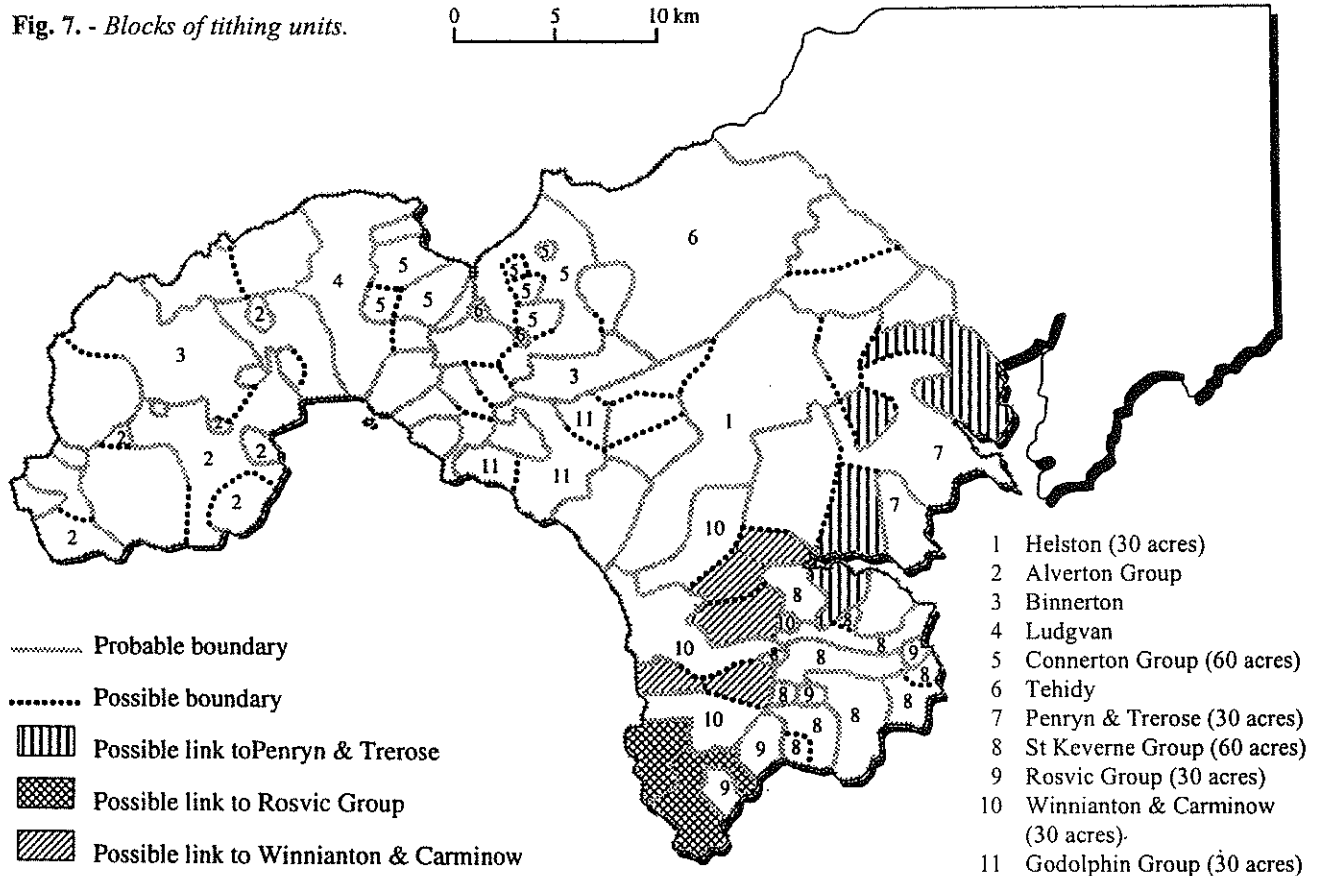 Fig. 7. - Blocks of tithing units.
0 5 10 km
6
5
5 5 5
4
5
5 5
6
2
5
6
3
3
11
1
2
2
7
2 2
11 11
2
7
10
2
8
10 8
8
10 8 8 9
8
8 9 8
8
10 8
9 8
9
Probable boundary
Possible boundary
Possible link toPenryn & Trerose
Possible link to Rosvic Group
Possible link to Winnianton & Carminow
1 Helston (30 acres)
2 Alverton Group
3 Binnerton
4 Ludgvan
5 Connerton Group (60 acres)
6 Tehidy
7 Penryn & Trerose (30 acres)
8 St Keverne Group (60 acres)
9 Rosvic Group (30 acres)
10 Winnianton & Carminow
(30 acres)
11 Godolphin Group (30 acres)